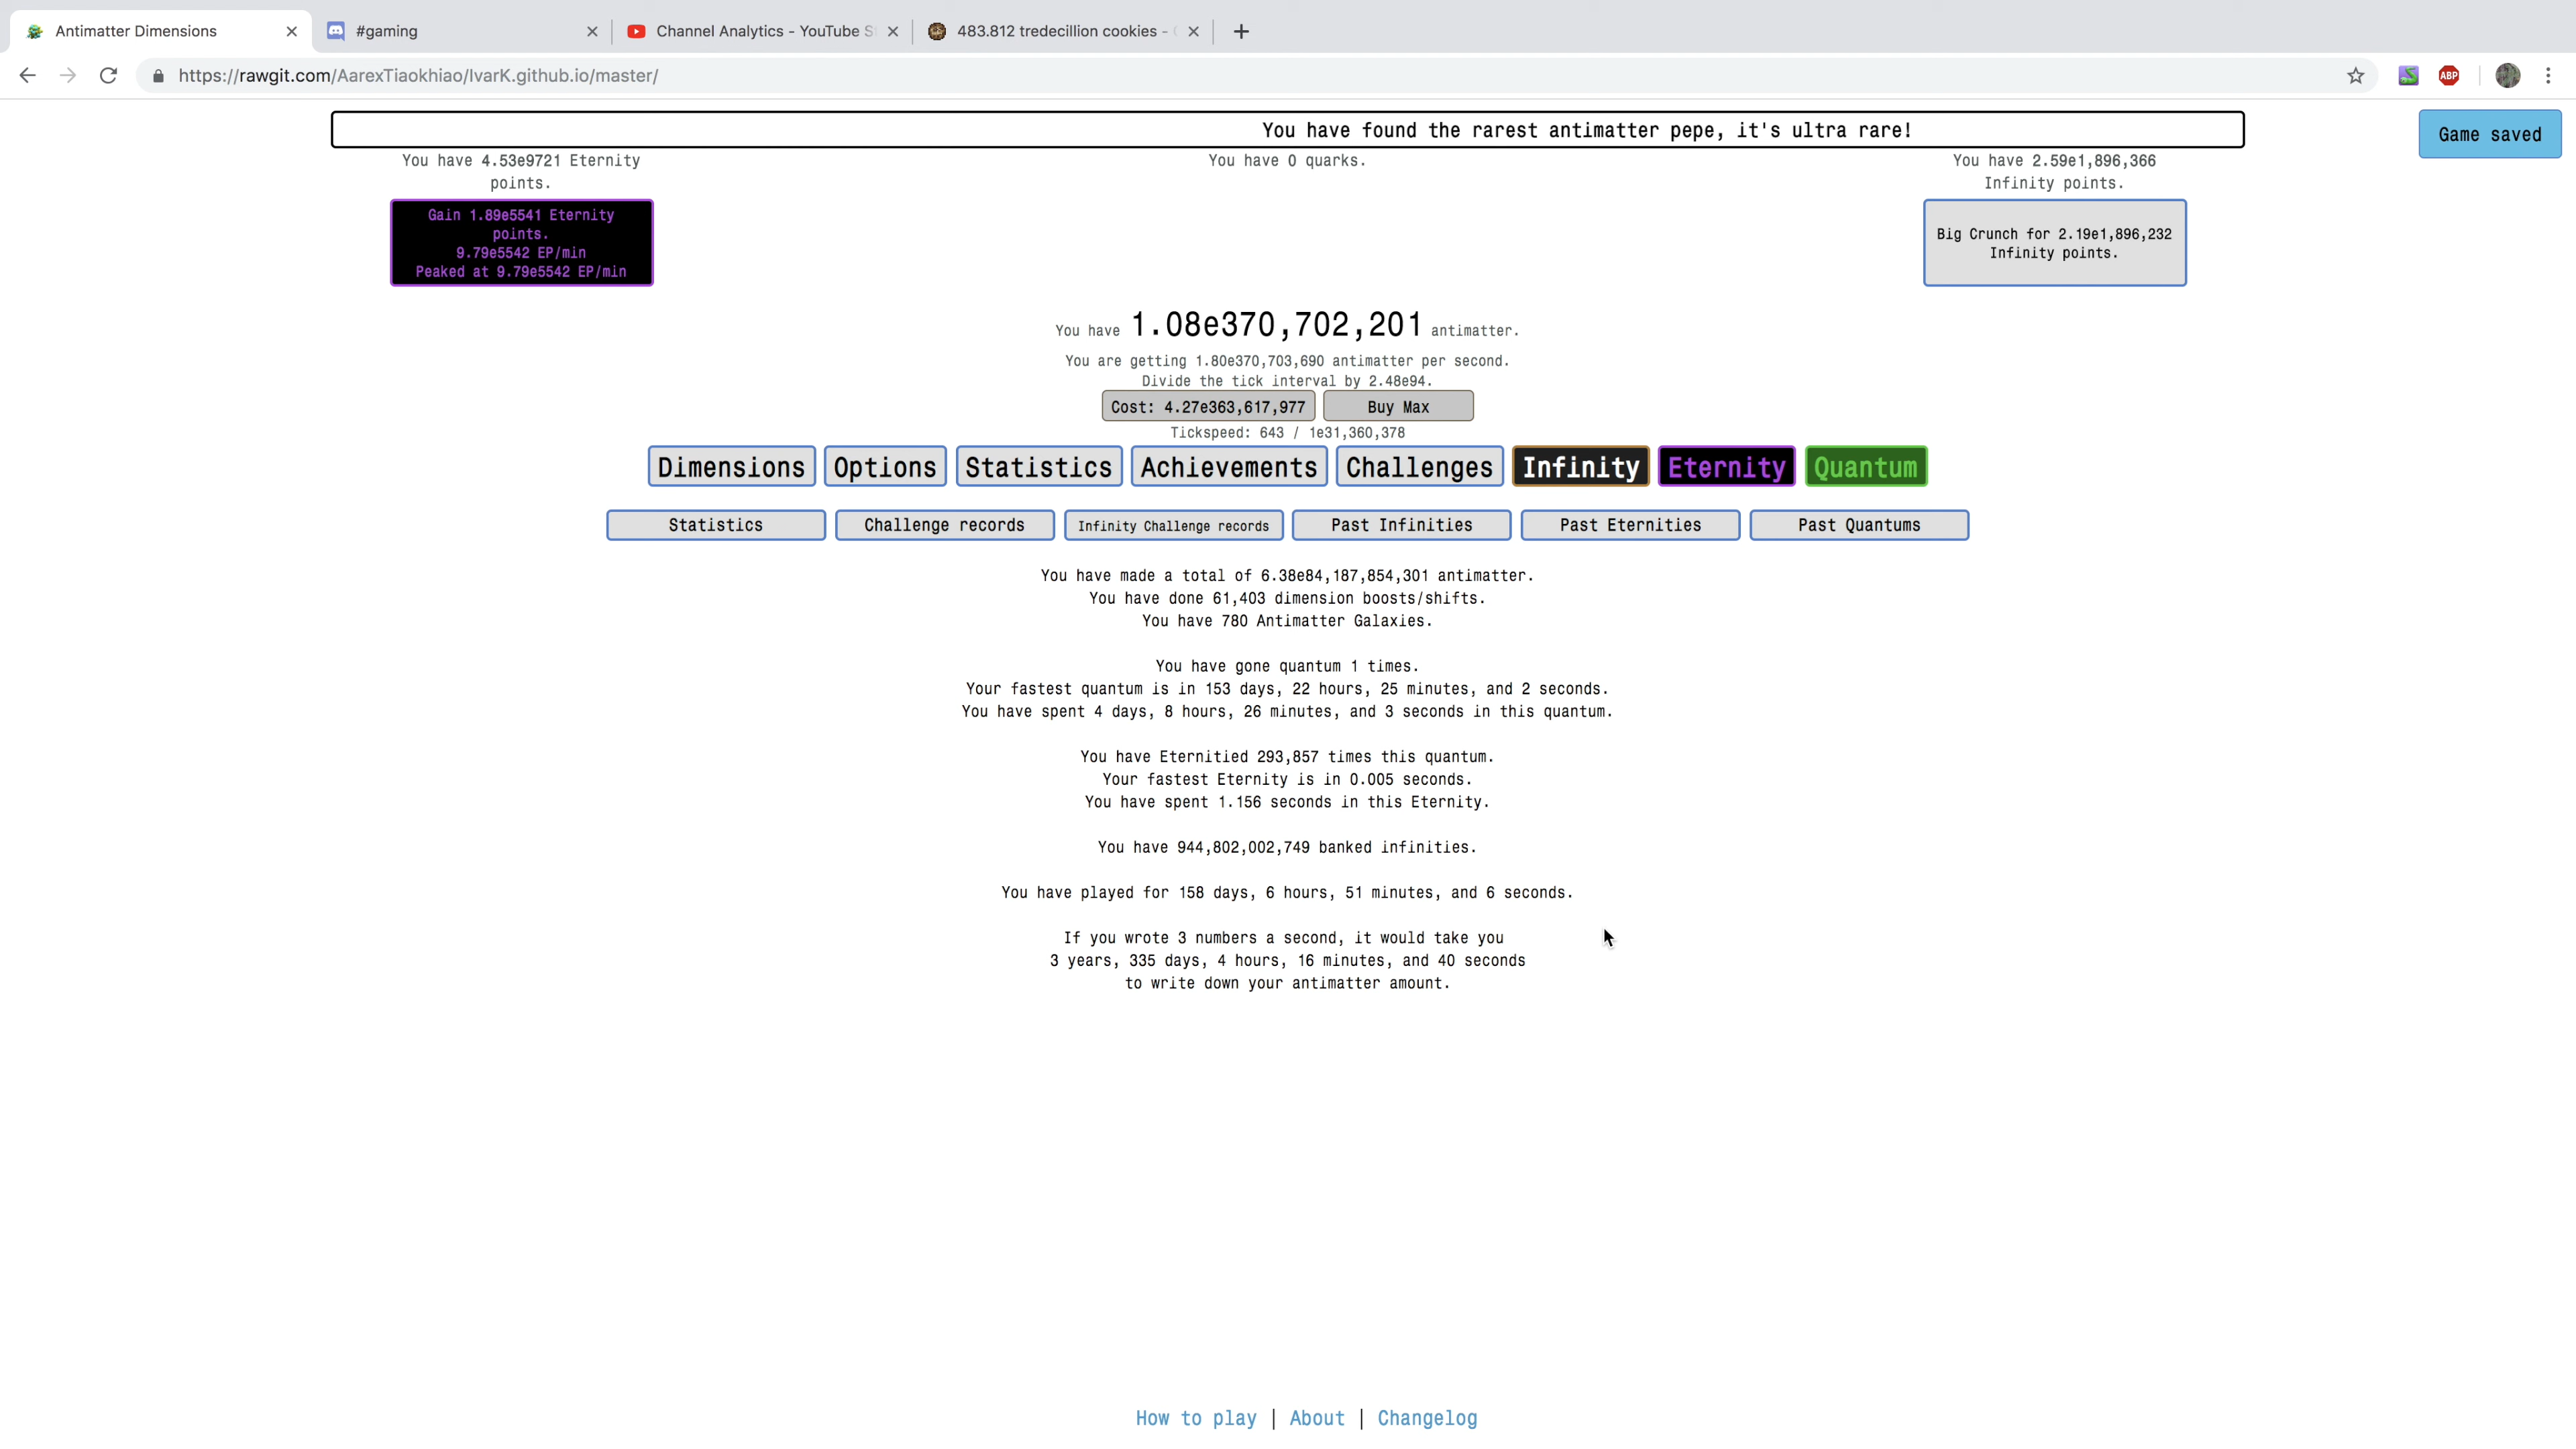 Antimatter Dimensions
#gaming
Channel Analytics - YouTube S
483.812 tredecillion cookies -
https://rawgit.com/AarexTiaokhiao/IvarK.github.io/master/
ABP
You have found the rarest antimatter pepe, it's ultra rare!
Game saved
You have 4.53e9721 Eternity
points.
You have 0 quarks.
You have 2.59e1,896,366
Infinity points.
Gain 1.89e5541 Eternity
points.
9.79e5542 EP/min
Peaked at 9.79e5542 EP/min
Big Crunch for 2.19e1,896,232
Infinity points.
You have 1.08e370,702,201 antimatter.
You are getting 1.80e370,703,690 antimatter per second.
Divide the tick interval by 2.48e94.
Cost: 4.27e363,617,977 Buy Max
Tickspeed: 643 / 1e31,360,378
Dimensions Options Statistics Achievements Challenges Infinity Eternity Quantum
Statistics Challenge records Infinity Challenge records Past Infinities Past Eternities Past Quantums
You have made a total of 6.38e84,187,854,301 antimatter.
You have done 61,403 dimension boosts/shifts.
You have 780 Antimatter Galaxies.
You have gone quantum 1 times.
Your fastest quantum is in 153 days, 22 hours, 25 minutes, and 2 seconds.
You have spent 4 days, 8 hours, 26 minutes, and 3 seconds in this quantum.
You have Eternitied 293,857 times this quantum.
Your fastest Eternity is in 0.005 seconds.
You have spent 1.156 seconds in this Eternity.
You have 944,802,002,749 banked infinities.
You have played for 158 days, 6 hours, 51 minutes, and 6 seconds.
If you wrote 3 numbers a second, it would take you
3 years, 335 days, 4 hours, 16 minutes, and 40 seconds
to write down your antimatter amount.
How to play | About | Changelog